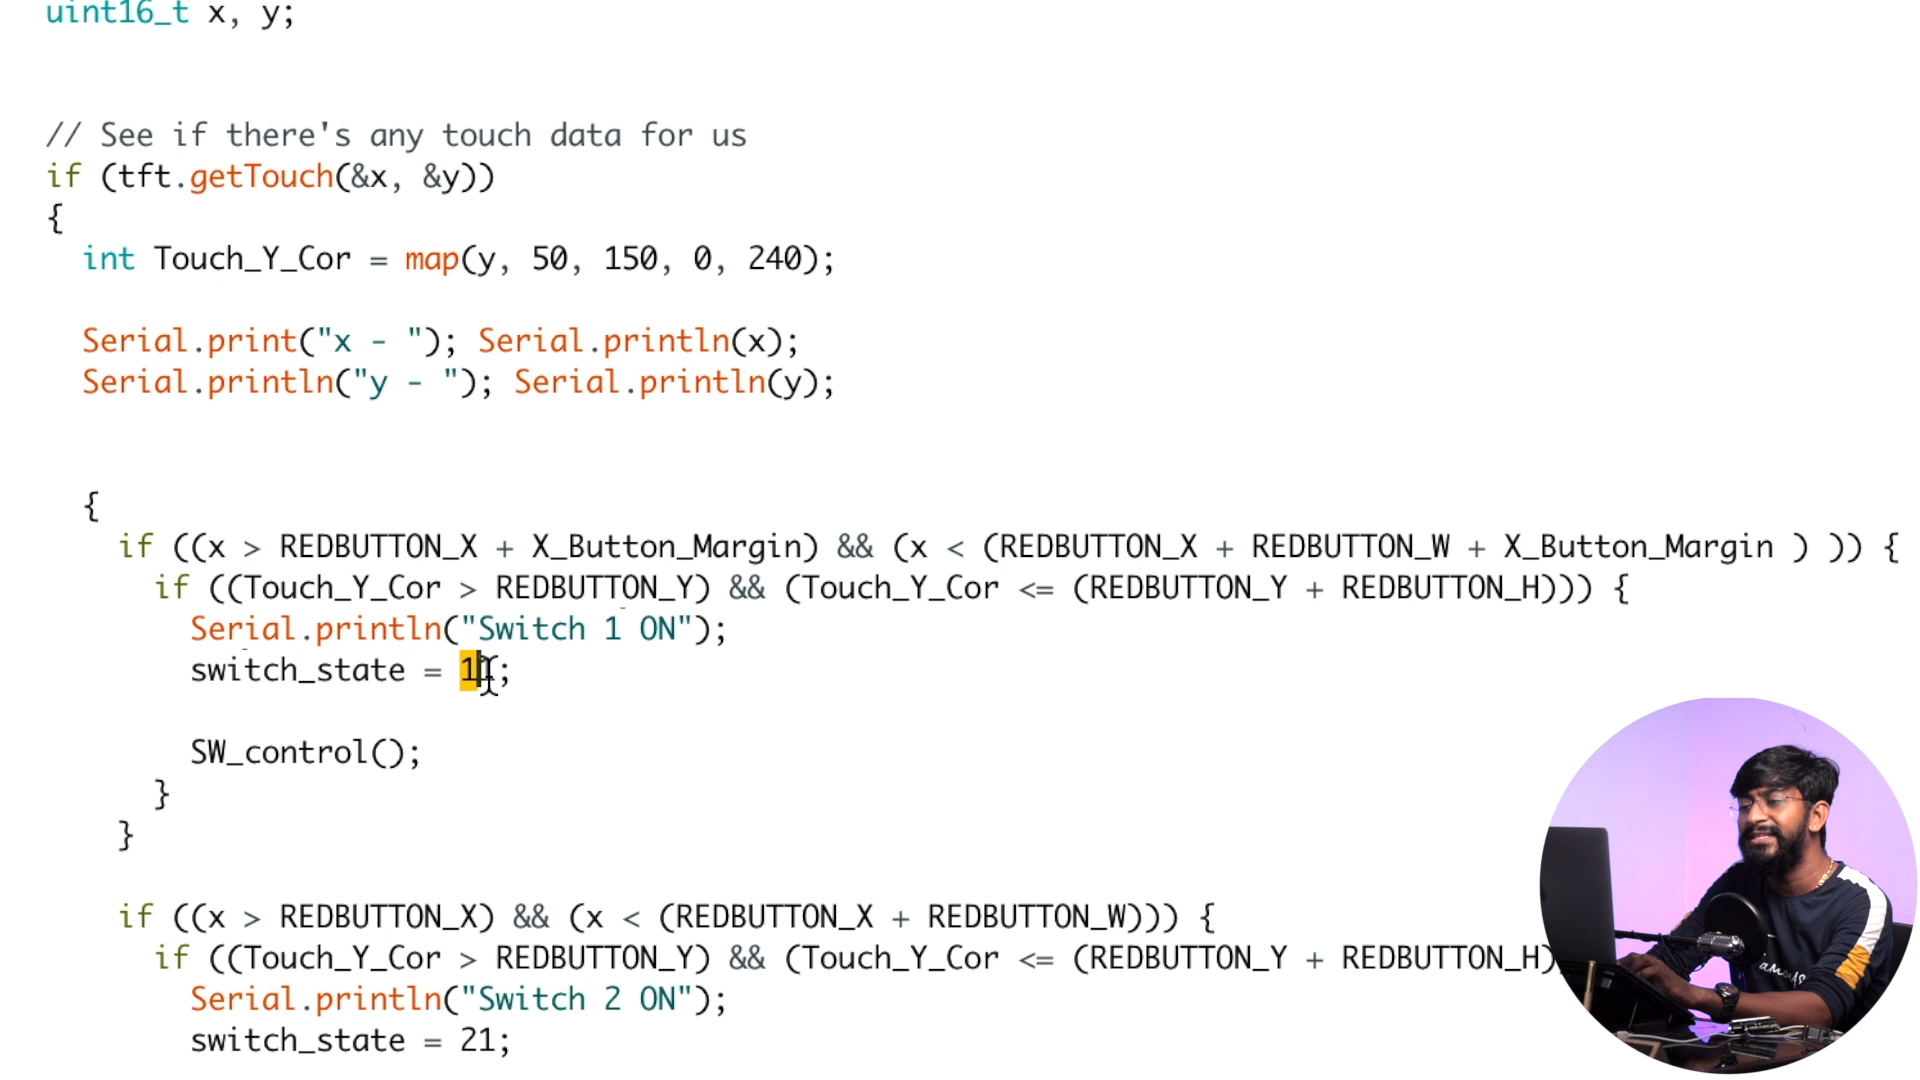 uint16_t x, y;
// See if there's any touch data for us
if (tft.getTouch(&x, &y))
{
int Touch_Y_Cor = map(y, 50, 150, 0, 240);
Serial.print("x - "); Serial.println(x);
Serial.println("y - "); Serial.println(y);
{
if ((x > REDBUTTON_X + X_Button_Margin) && (x < (REDBUTTON_X + REDBUTTON_W + X_Button_Margin ) )) {
if ((Touch_Y_Cor > REDBUTTON_Y) && (Touch_Y_Cor <= (REDBUTTON_Y + REDBUTTON_H))) {
Serial.println("Switch 1 ON");
switch_state = 11;
SW_control();
}
}
if ((x > REDBUTTON_X) && (x < (REDBUTTON_X + REDBUTTON_W))) {
if ((Touch_Y_Cor > REDBUTTON_Y) && (Touch_Y_Cor <= (REDBUTTON_Y + REDBUTTON_H)
Serial.println("Switch 2 ON");
switch_state = 21;